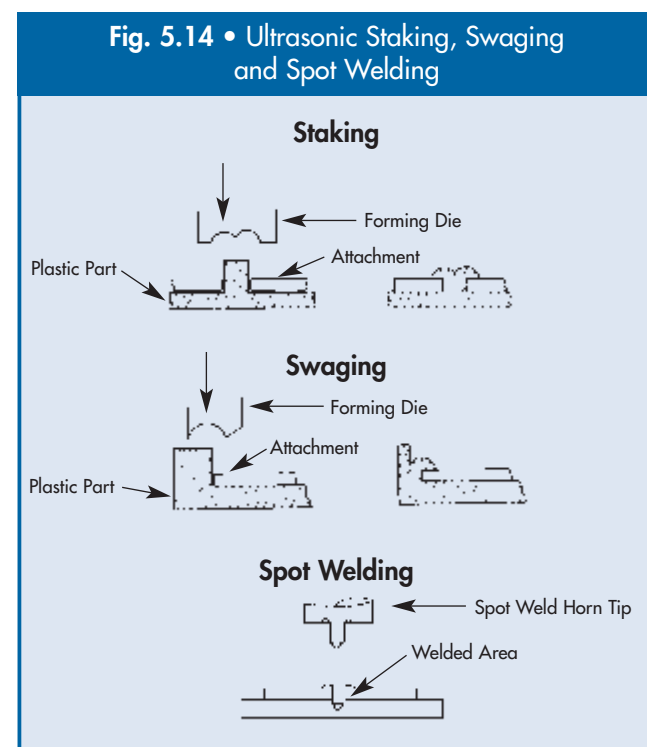 Fig. 5.14 • Ultrasonic Staking, Swaging
and Spot Welding
Staking
Forming Die
Attachment
Plastic Part
Swaging
Forming Die
Attachment
Plastic Part
Spot Welding
Spot Weld Horn Tip
Welded Area